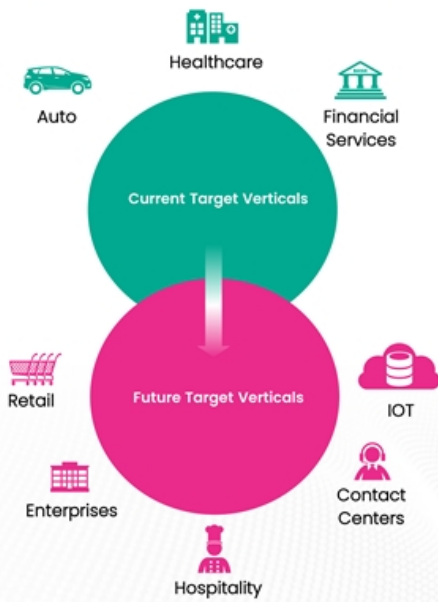 Healthcare
Auto
Financial
Services
Current Target Verticals
Future Target Verticals
Retail
IOT
Enterprises
Contact
Centers
Hospitality